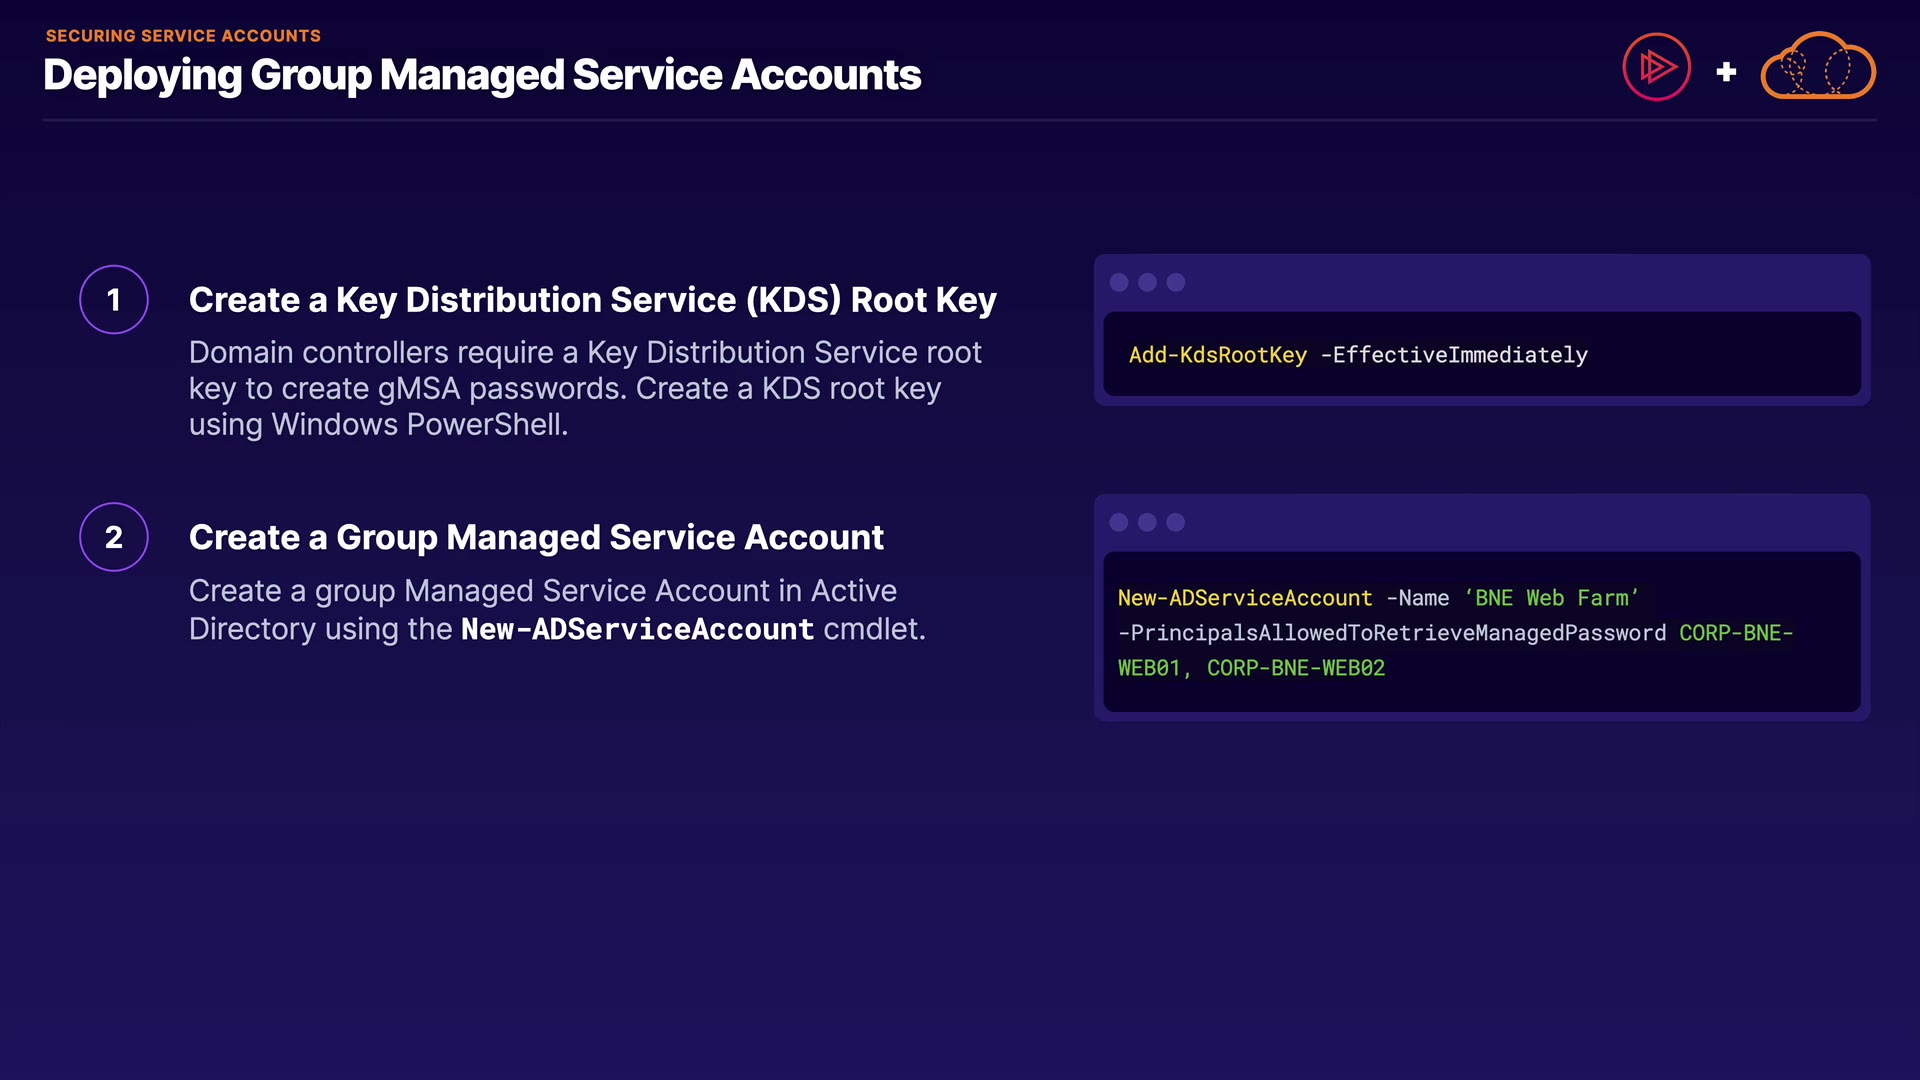 SECURING SERVICE ACCOUNTS
Deploying Group Managed Service Accounts
+
1
Create a Key Distribution Service (KDS) Root Key
Domain controllers require a Key Distribution Service root
key to create gMSA passwords. Create a KDS root key
using Windows PowerShell.
Add-KdsRootKey -EffectiveImmediately
2
Create a Group Managed Service Account
Create a group Managed Service Account in Active
Directory using the New-ADServiceAccount cmdlet.
New-ADServiceAccount -Name ‘BNE Web Farm’
-PrincipalsAllowedToRetrieveManagedPassword CORP-BNE-
WEB01, CORP-BNE-WEB02